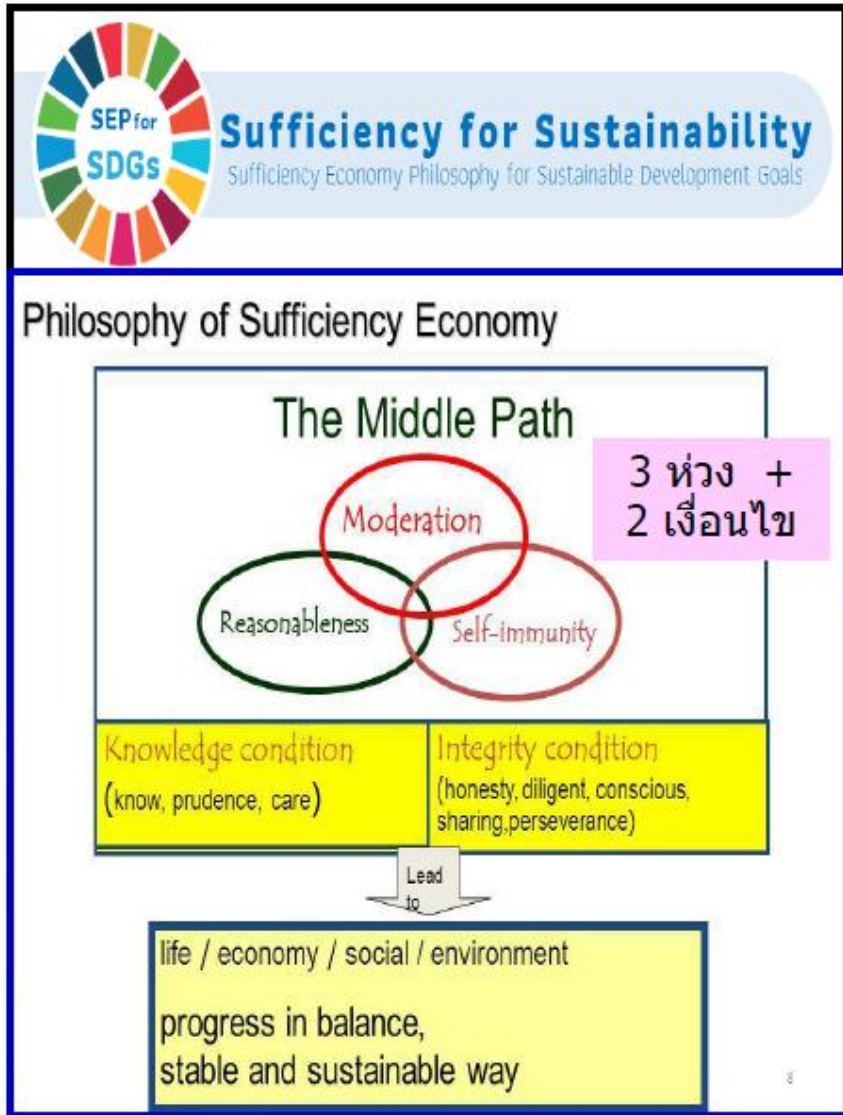 SEP for
SDGs
Sufficiency for Sustainability
Sufficiency Economy Philosophy for Sustainable Development Goals
Philosophy of Sufficiency Economy
The Middle Path
3 ห่วง +
2 เงื่อนไข
Moderation
Reasonableness
Self-immunity
Knowledge condition
(know, prudence, care)
Integrity condition
(honesty, diligent, conscious,
sharing,perseverance)
Lead
to
life / economy / social / environment
progress in balance,
stable and sustainable way
8